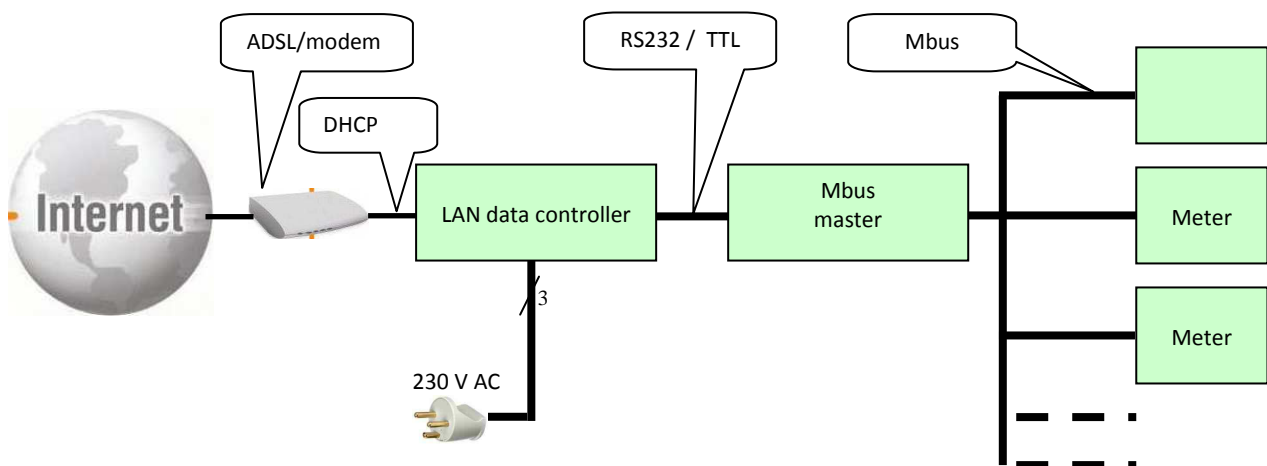 ADSL/modem
RS232 / TTL
Mbus
DHCP
Internet
LAN data controller
Mbus
master
Meter
3
Meter
230 V AC